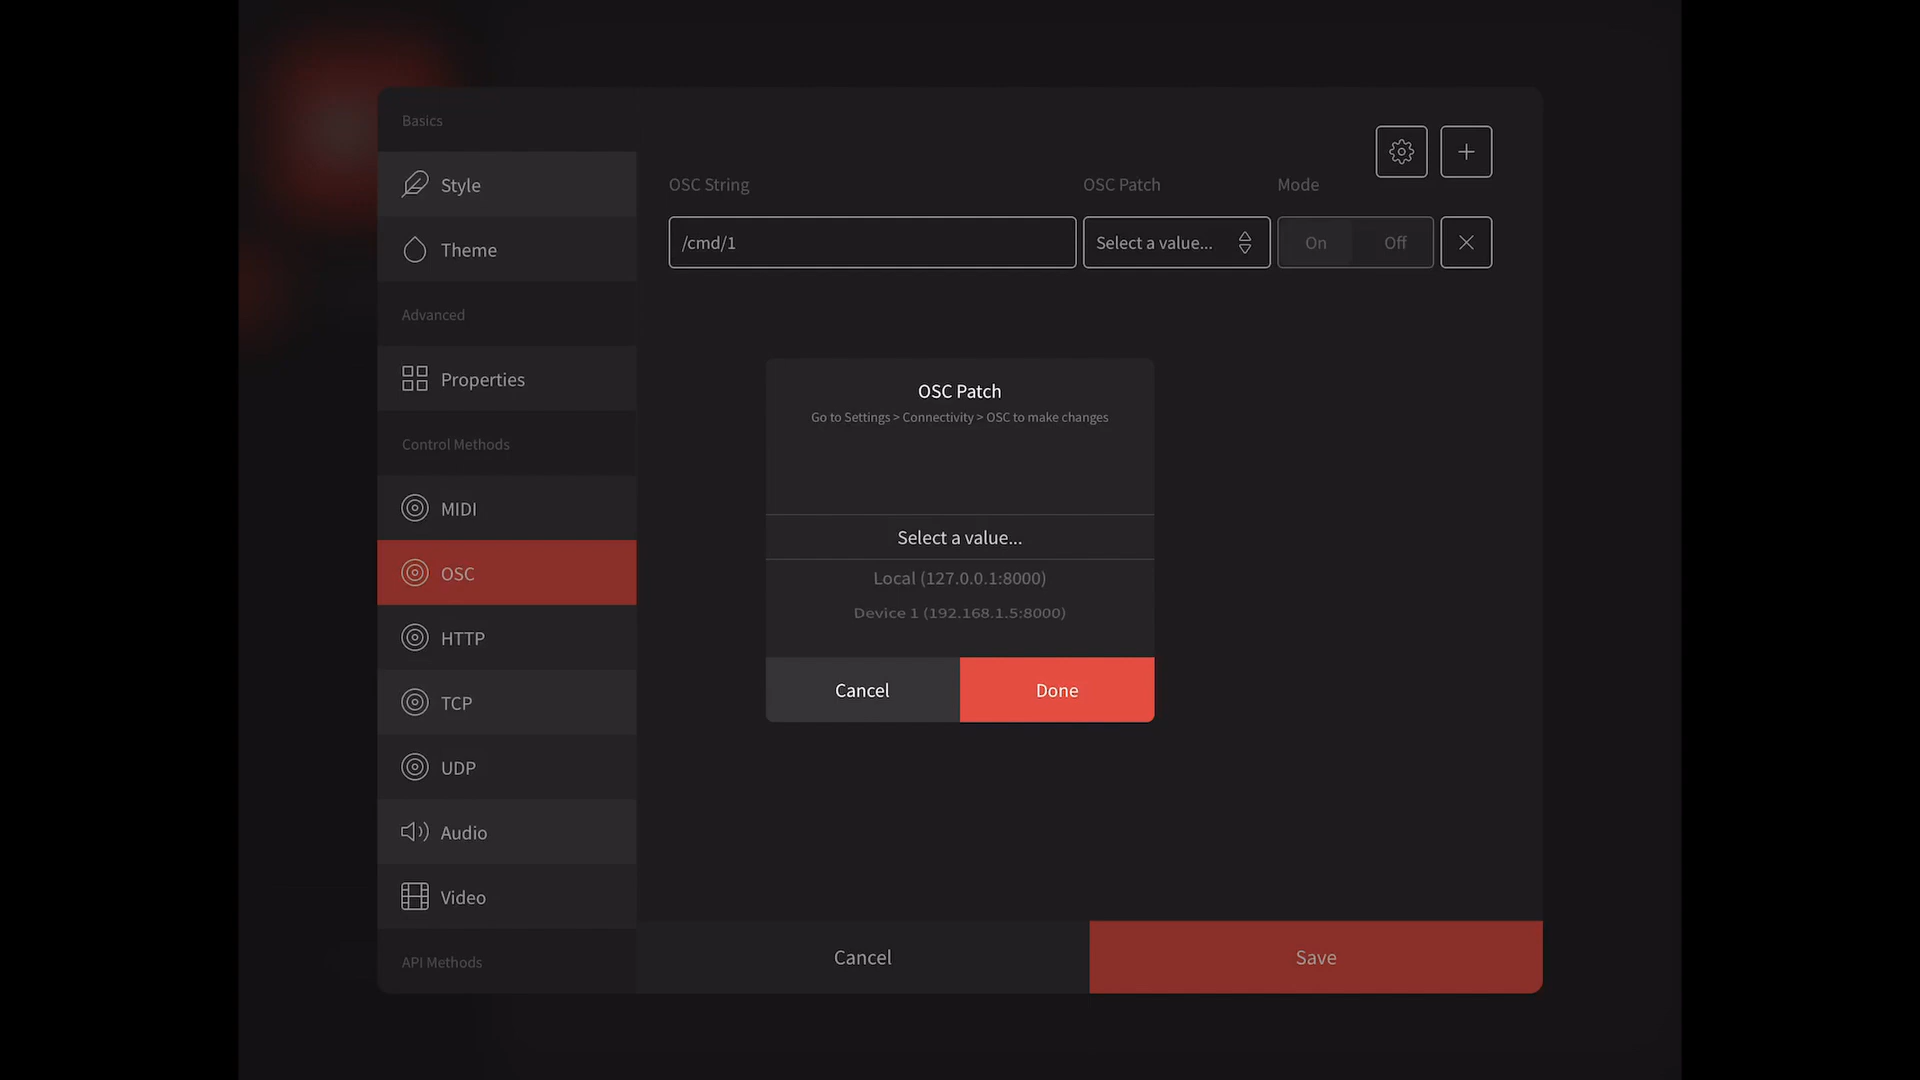 Basics
Style
Theme
Advanced
Properties
Control Methods
MIDI
OSC
HTTP
TCP
UDP
Audio
Video
API Methods
OSC String
OSC Patch
Mode
/cmd/1
Select a value...
On
Off
OSC Patch
Go to Settings > Connectivity > OSC to make changes
Select a value...
Local (127.0.0.1:8000)
Device 1 (192.168.1.5:8000)
Cancel
Done
Cancel
Save